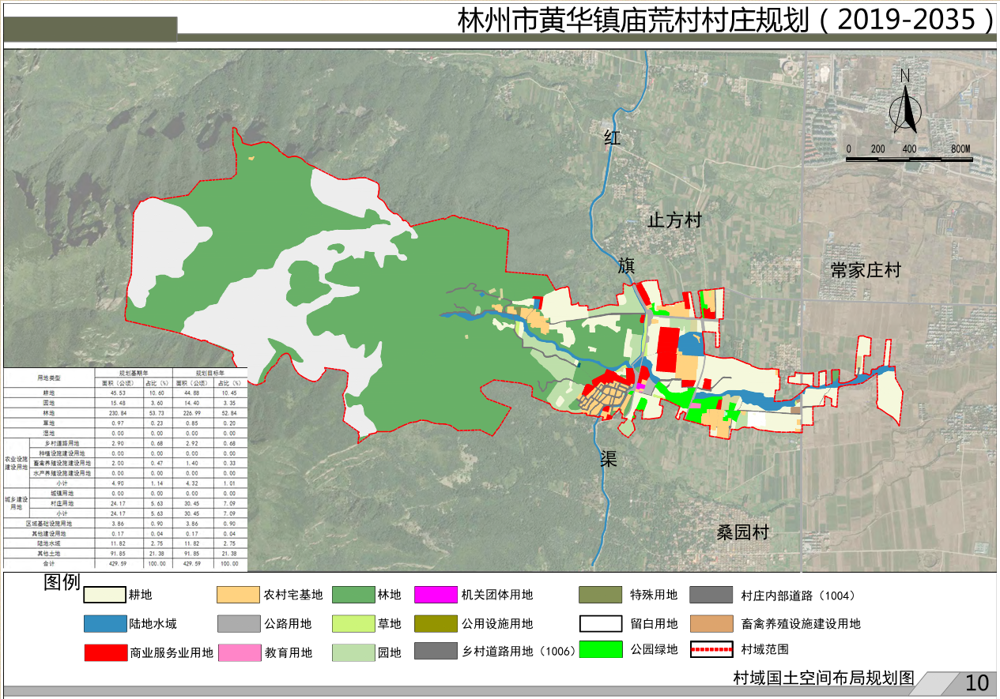 林州市黄华镇庙荒村村庄规划（2019-2035）
N
0 200 400 800M
红
止方村
旗
常家庄村
渠
桑园村
用地类型 规划基期年 规划目标年
面积（公顷） 占比（%） 面积（公顷） 占比（%）
耕地 45.53 10.60 44.88 10.45
园地 15.48 3.60 14.40 3.35
林地 230.84 53.73 226.99 52.84
草地 0.97 0.23 0.85 0.20
湿地 0.00 0.00 0.00 0.00
农业设施建设用地 乡村道路用地 2.90 0.68 2.92 0.68
种植设施建设用地 0.00 0.00 0.00 0.00
畜禽养殖设施建设用地 2.00 0.47 1.40 0.33
水产养殖设施建设用地 0.00 0.00 0.00 0.00
小计 4.90 1.14 4.32 1.01
城乡建设用地 城镇用地 0.00 0.00 0.00 0.00
村庄用地 24.17 5.63 30.45 7.09
小计 24.17 5.63 30.45 7.09
区域基础设施用地 3.86 0.90 3.86 0.90
其他建设用地 0.17 0.04 0.17 0.04
陆地水域 11.82 2.75 11.82 2.75
其他土地 91.85 21.38 91.85 21.38
合计 429.59 100.00 429.59 100.00
图例
耕地 农村宅基地 林地 机关团体用地 特殊用地 村庄内部道路（1004）
陆地水域 公路用地 草地 公用设施用地 留白用地 畜禽养殖设施建设用地
商业服务业用地 教育用地 园地 乡村道路用地（1006） 公园绿地 村域范围
村域国土空间布局规划图 10